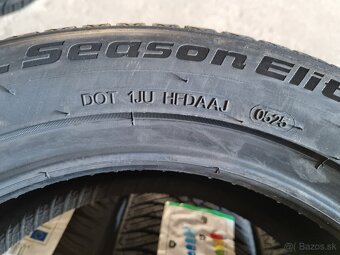 Season Elit
DOT 1JU HFDAAJ 0525
Bazos.sk